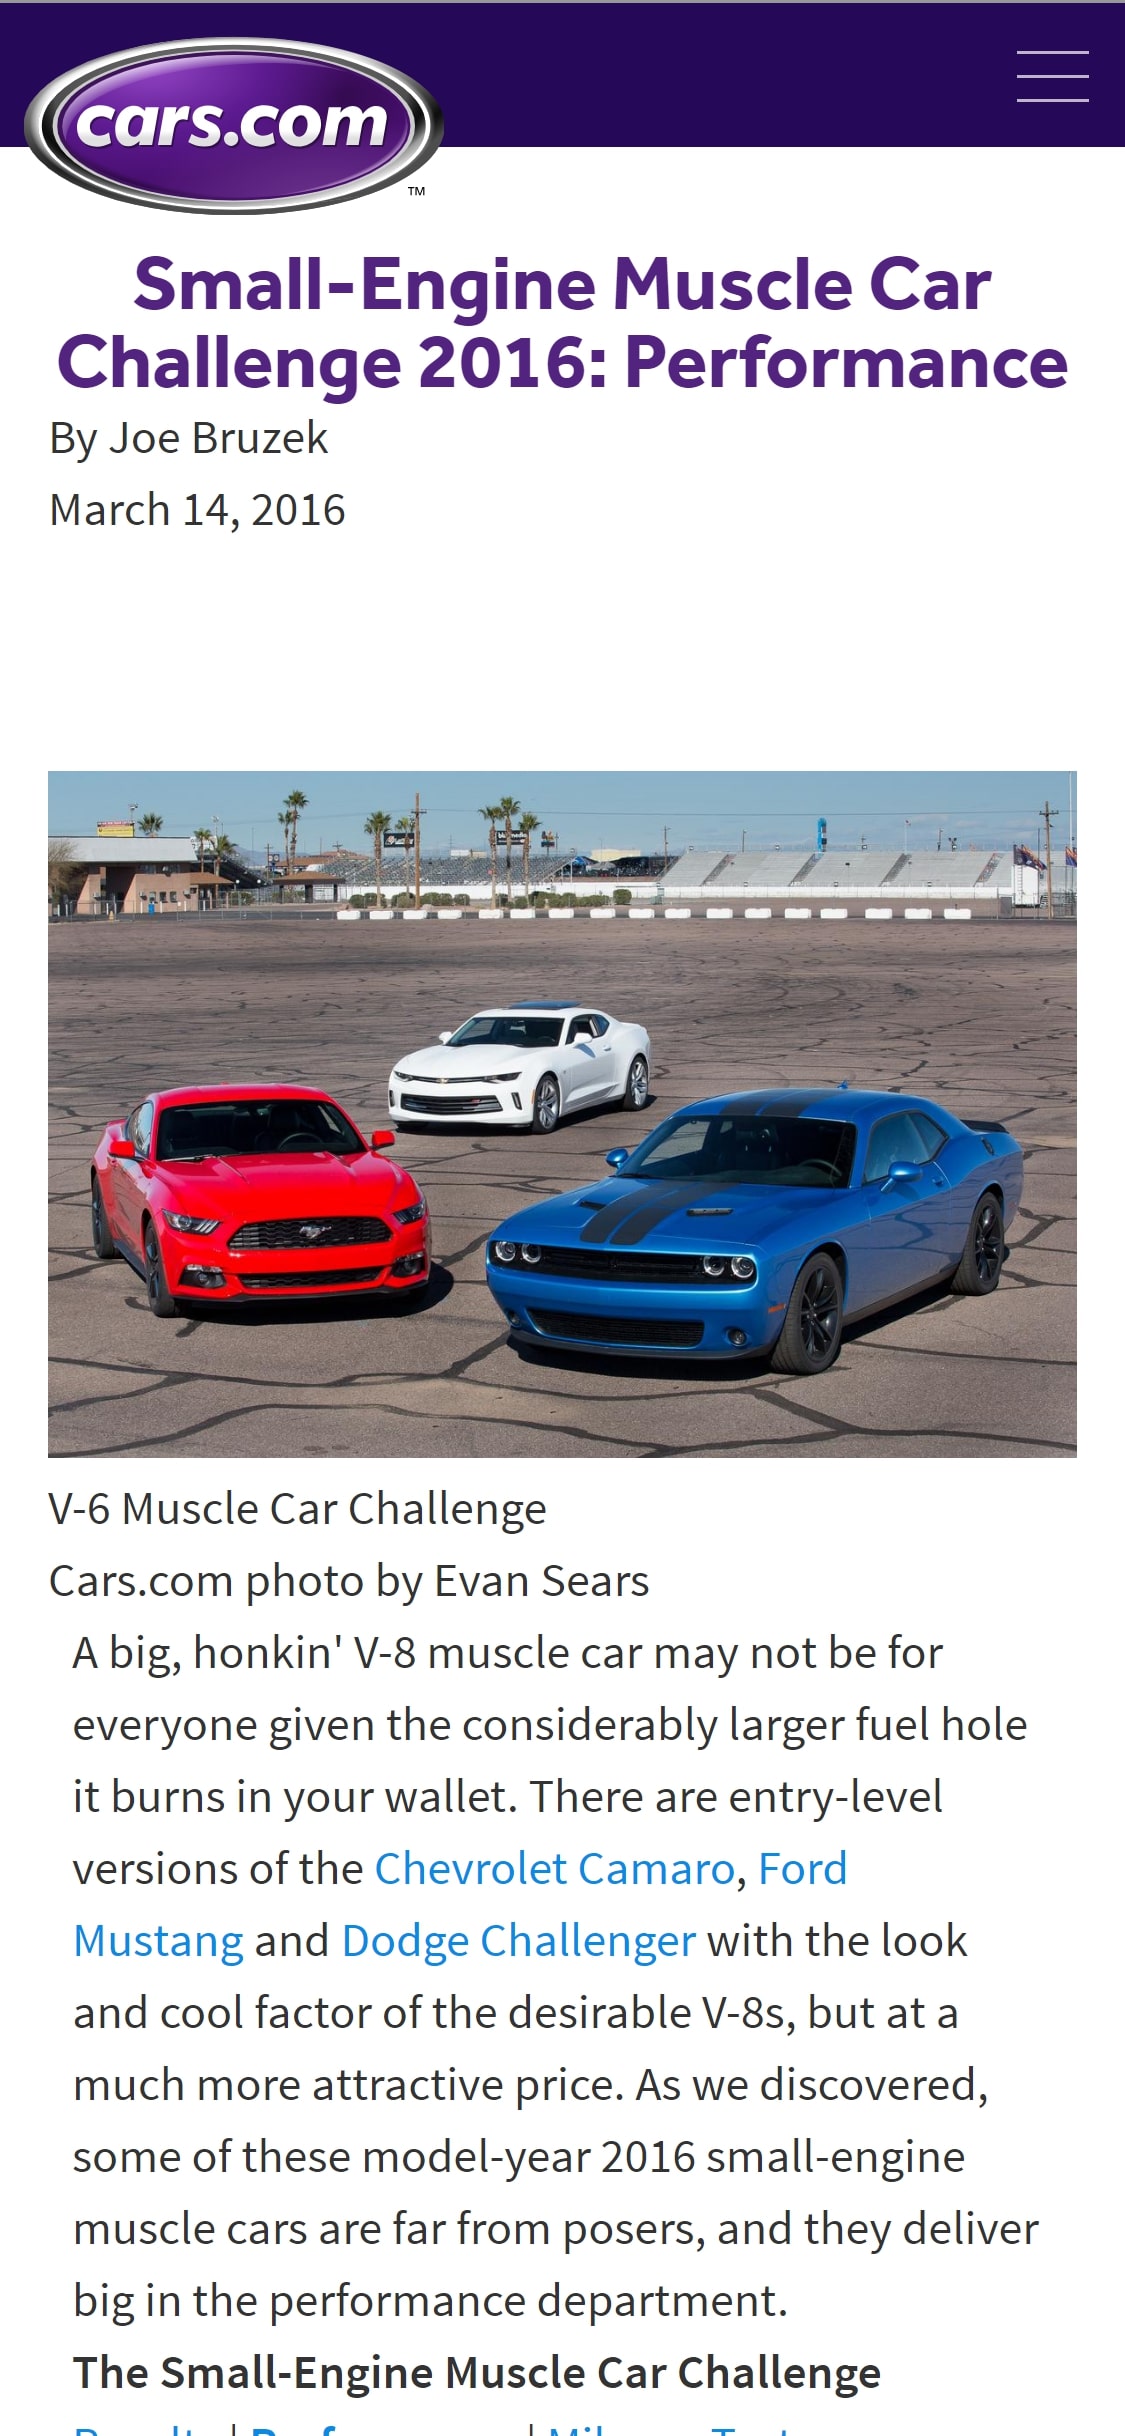 cars.com
TM
Small-Engine Muscle Car
Challenge 2016: Performance
By Joe Bruzek
March 14, 2016
V-6 Muscle Car Challenge
Cars.com photo by Evan Sears
A big, honkin' V-8 muscle car may not be for
everyone given the considerably larger fuel hole
it burns in your wallet. There are entry-level
versions of the Chevrolet Camaro, Ford
Mustang and Dodge Challenger with the look
and cool factor of the desirable V-8s, but at a
much more attractive price. As we discovered,
some of these model-year 2016 small-engine
muscle cars are far from posers, and they deliver
big in the performance department.
The Small-Engine Muscle Car Challenge